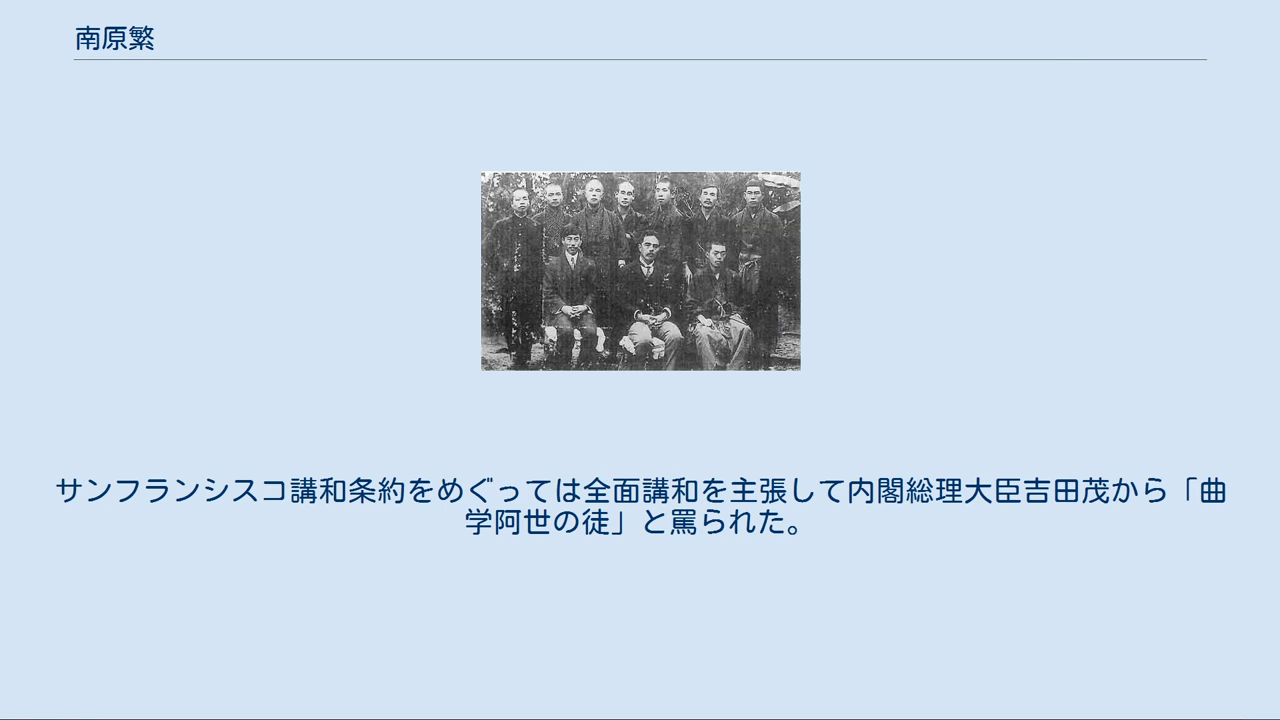 南原繁
サンフランシスコ講和条約をめぐっては全面講和を主張して内閣総理大臣吉田茂から「曲
学阿世の徒」と罵られた。